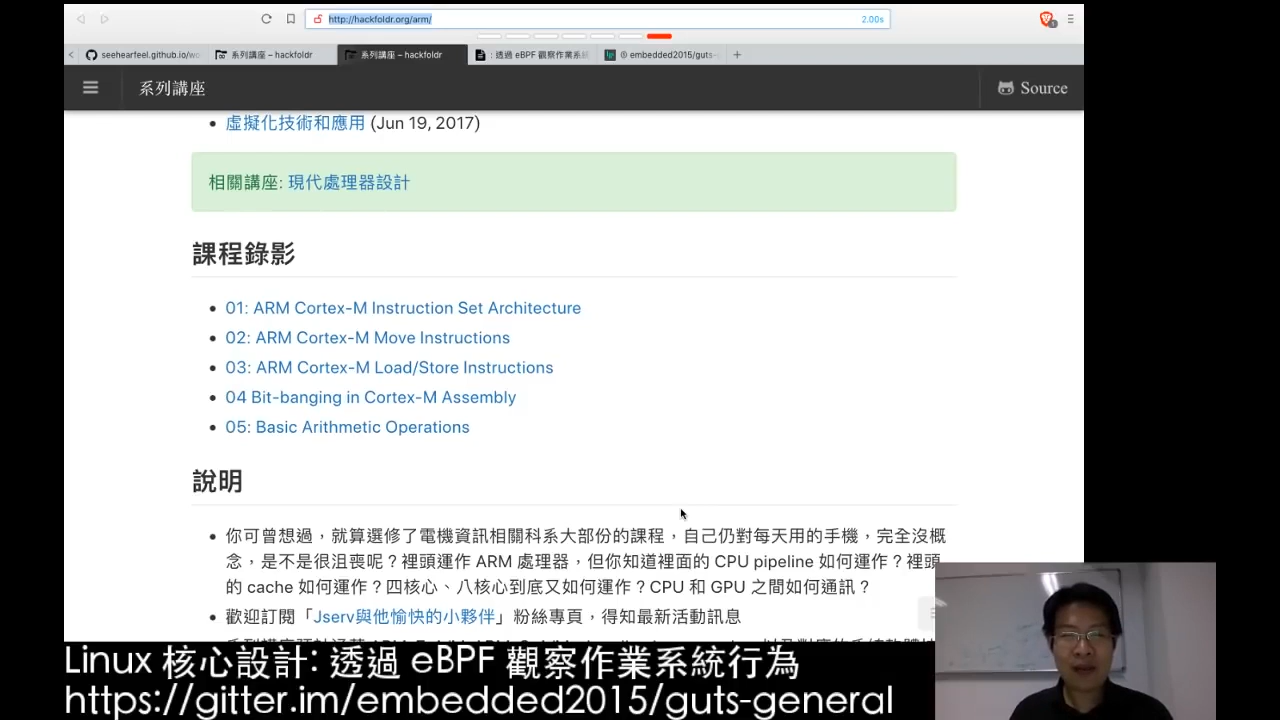 http://hackfoldr.org/arm/
2.00s
seehearfeel.github.io/wo
系列講座 – hackfoldr
系列講座 – hackfoldr
: 透過 eBPF 觀察作業系統
embedded2015/guts-
系列講座
Source
虛擬化技術和應用 (Jun 19, 2017)
相關講座: 現代處理器設計
課程錄影
01: ARM Cortex-M Instruction Set Architecture
02: ARM Cortex-M Move Instructions
03: ARM Cortex-M Load/Store Instructions
04 Bit-banging in Cortex-M Assembly
05: Basic Arithmetic Operations
說明
你可曾想過，就算選修了電機資訊相關科系大部份的課程，自己仍對每天用的手機，完全沒概
念，是不是很沮喪呢？裡頭運作 ARM 處理器，但你知道裡面的 CPU pipeline 如何運作？裡頭
的 cache 如何運作？四核心、八核心到底又如何運作？CPU 和 GPU 之間如何通訊？
歡迎訂閱「Jserv與他愉快的小夥伴」粉絲專頁，得知最新活動訊息
Linux 核心設計: 透過 eBPF 觀察作業系統行為
https://gitter.im/embedded2015/guts-general